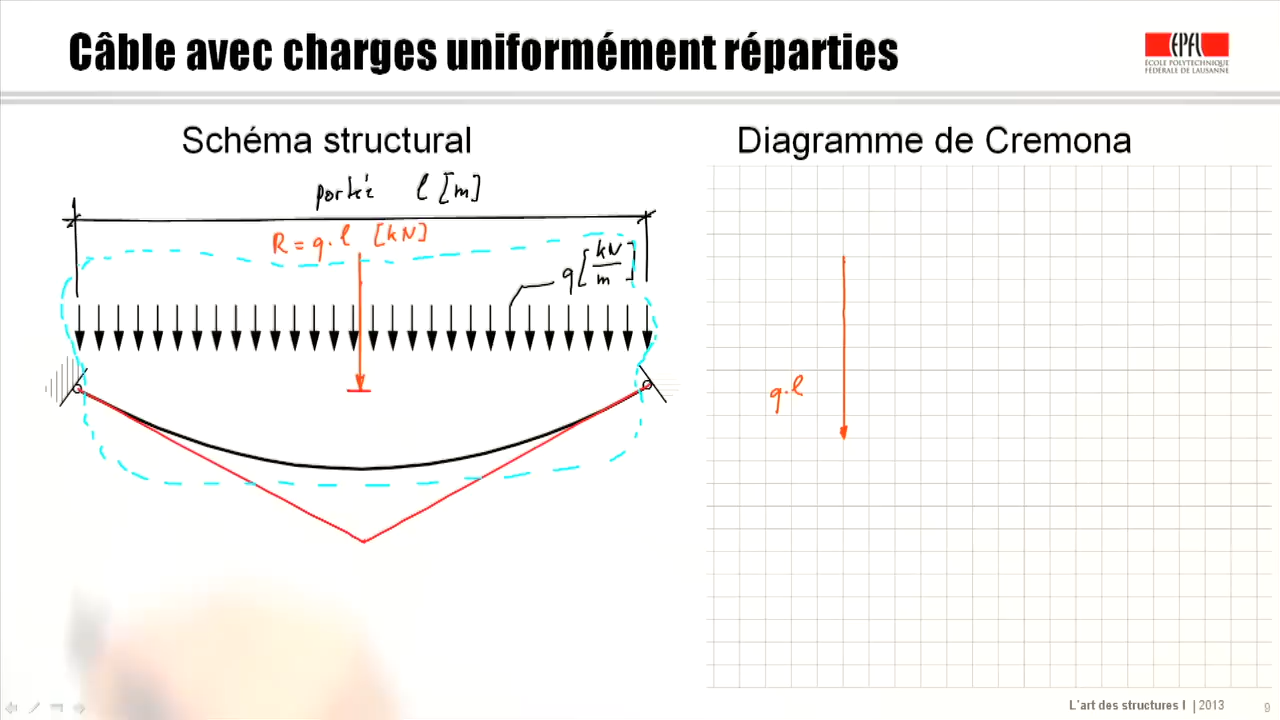 Câble avec charges uniformément réparties
EPFL
ÉCOLE POLYTECHNIQUE
FÉDÉRALE DE LAUSANNE
Schéma structural
Diagramme de Cremona
portée l [m]
R = q.l [kN]
q [kN/m]
q.l
L'art des structures I | 2013
9